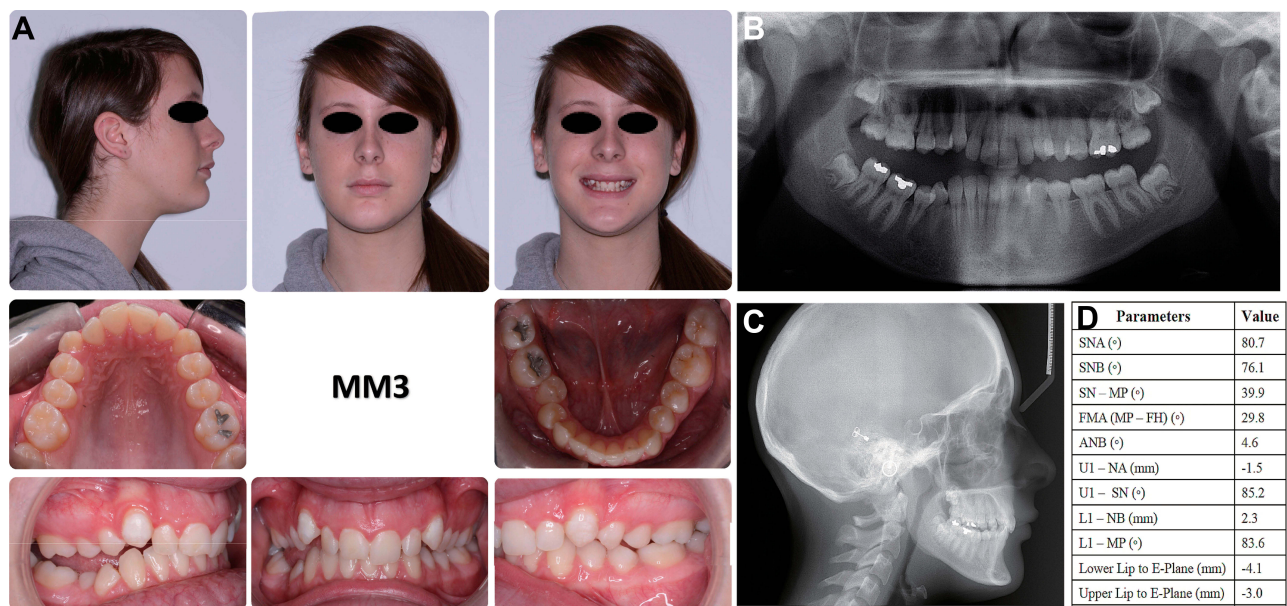 A
B
MM3
C
D Parameters Value
SNA (º) 80.7
SNB (º) 76.1
SN – MP (º) 39.9
FMA (MP – FH) (º) 29.8
ANB (º) 4.6
U1 – NA (mm) -1.5
U1 – SN (º) 85.2
L1 – NB (mm) 2.3
L1 – MP (º) 83.6
Lower Lip to E-Plane (mm) -4.1
Upper Lip to E-Plane (mm) -3.0